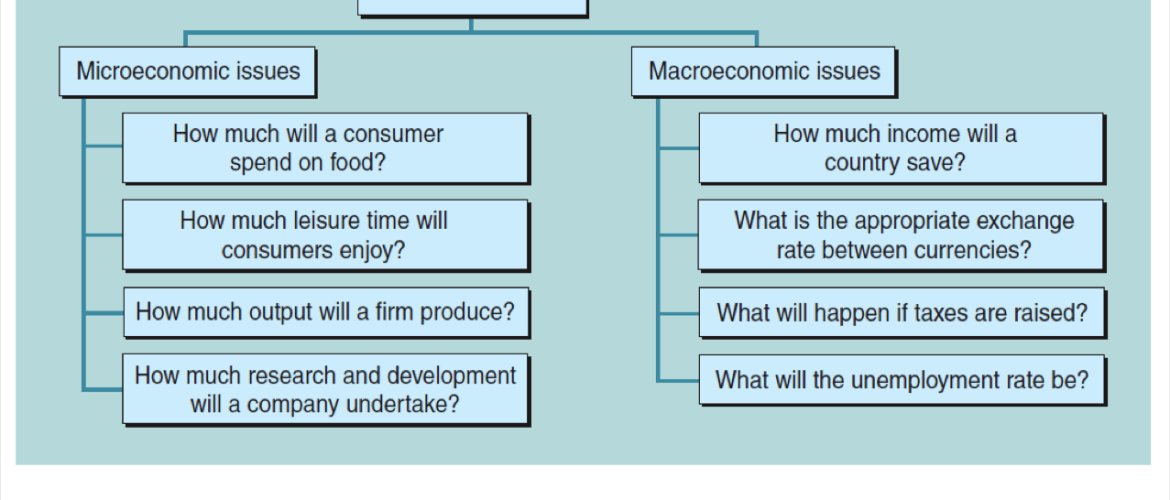 Microeconomic issues
How much will a consumer
spend on food?
How much leisure time will
consumers enjoy?
How much output will a firm produce?
How much research and development
will a company undertake?
Macroeconomic issues
How much income will a
country save?
What is the appropriate exchange
rate between currencies?
What will happen if taxes are raised?
What will the unemployment rate be?